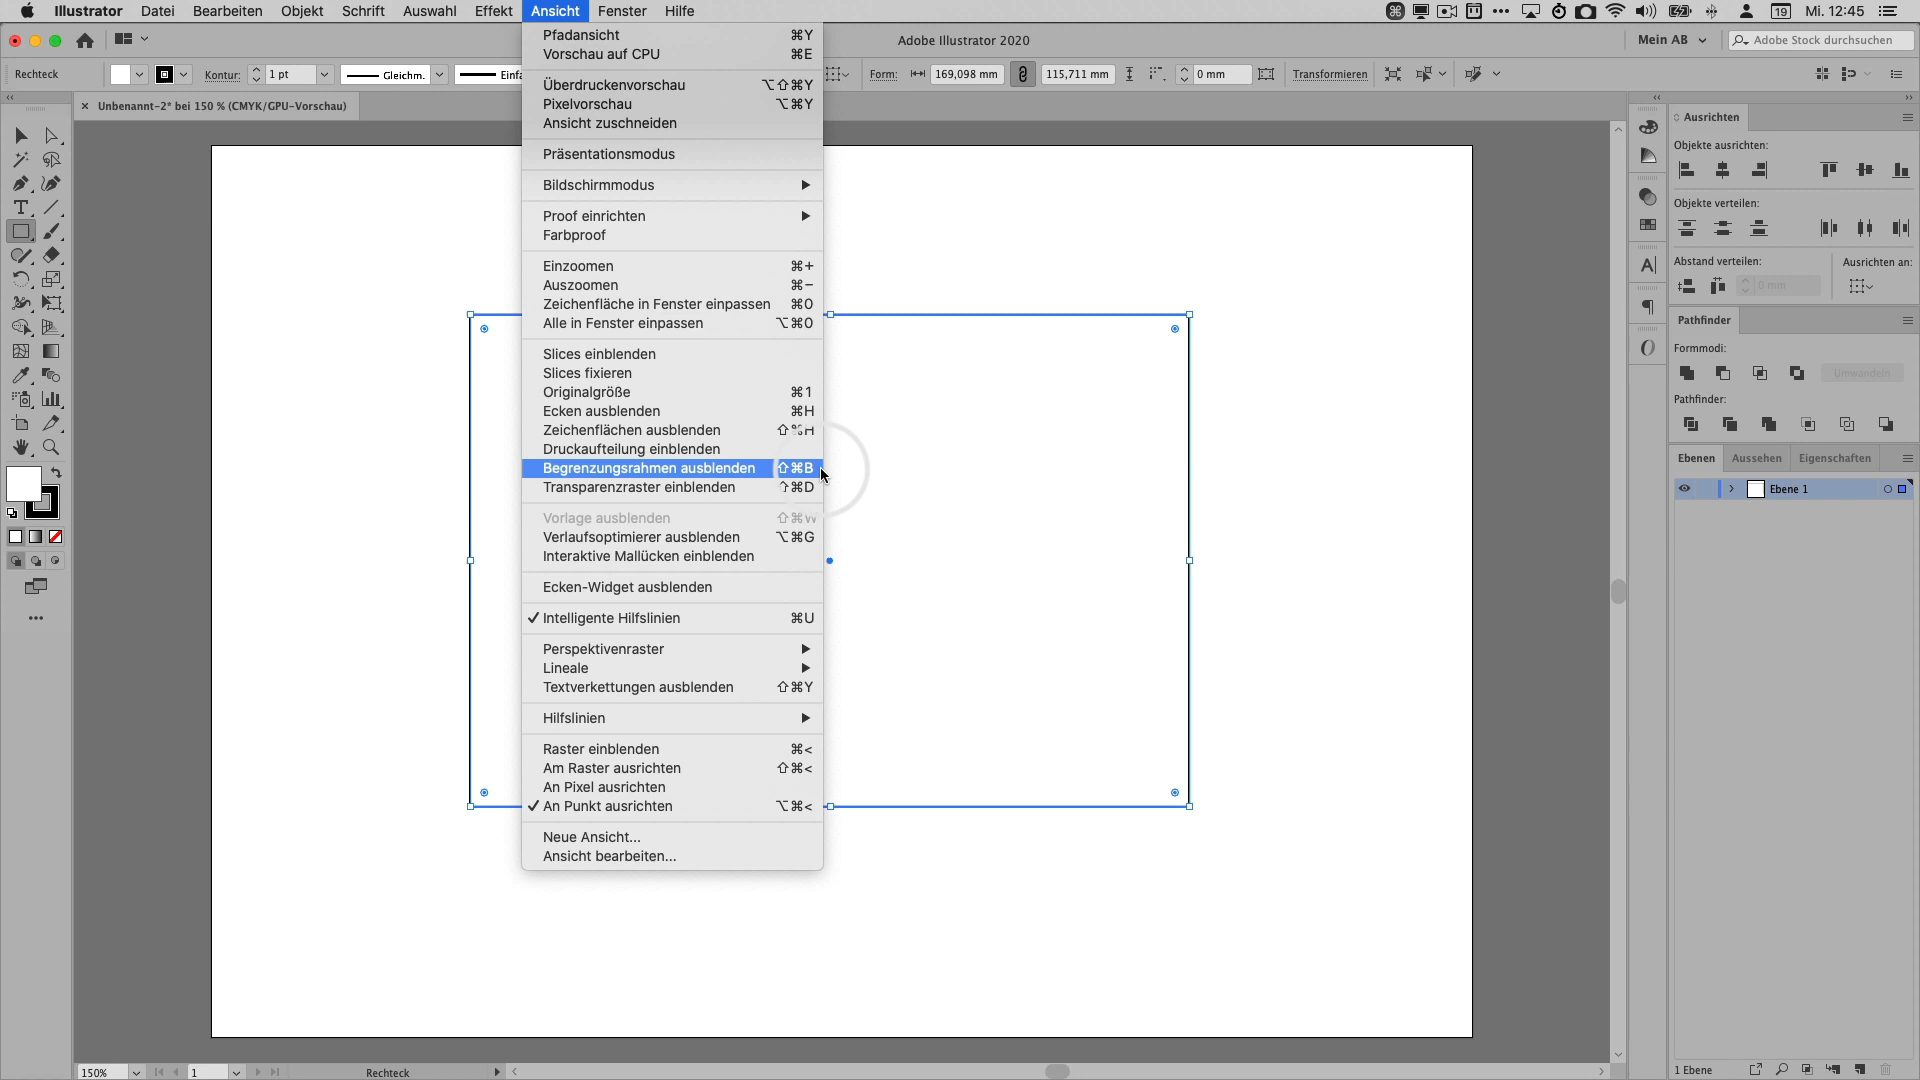 Illustrator Datei Bearbeiten Objekt Schrift Auswahl Effekt Ansicht Fenster Hilfe
19 Mi. 12:45
Adobe Illustrator 2020
Mein AB
Adobe Stock durchsuchen
Rechteck
Kontur: 1 pt Gleichm.
Form: 169,098 mm 115,711 mm 0 mm Transformieren
× Unbenannt-2* bei 150 % (CMYK/GPU-Vorschau)
Pfadansicht ⌘Y
Vorschau auf CPU ⌘E
Überdruckenvorschau ⌥⇧⌘Y
Pixelvorschau ⌥⌘Y
Ansicht zuschneiden
Präsentationsmodus
Bildschirmmodus
Proof einrichten
Farbproof
Einzoomen ⌘+
Auszoomen ⌘−
Zeichenfläche in Fenster einpassen ⌘0
Alle in Fenster einpassen ⌥⌘0
Slices einblenden
Slices fixieren
Originalgröße ⌘1
Ecken ausblenden ⌘H
Zeichenflächen ausblenden ⇧⌘H
Druckaufteilung einblenden
Begrenzungsrahmen ausblenden ⇧⌘B
Transparenzraster einblenden ⇧⌘D
Vorlage ausblenden ⇧⌘W
Verlaufsoptimierer ausblenden ⌥⌘G
Interaktive Mallücken einblenden
Ecken-Widget ausblenden
✓ Intelligente Hilfslinien ⌘U
Perspektivenraster
Lineale
Textverkettungen ausblenden ⇧⌘Y
Hilfslinien
Raster einblenden ⌘<
Am Raster ausrichten ⇧⌘<
An Pixel ausrichten
✓ An Punkt ausrichten ⌥⌘<
Neue Ansicht...
Ansicht bearbeiten...
Ausrichten
Objekte ausrichten:
Objekte verteilen:
Abstand verteilen: Ausrichten an:
0 mm
Pathfinder
Formmodi:
Umwandeln
Pathfinder:
Ebenen Aussehen Eigenschaften
Ebene 1
1 Ebene
150% 1 Rechteck